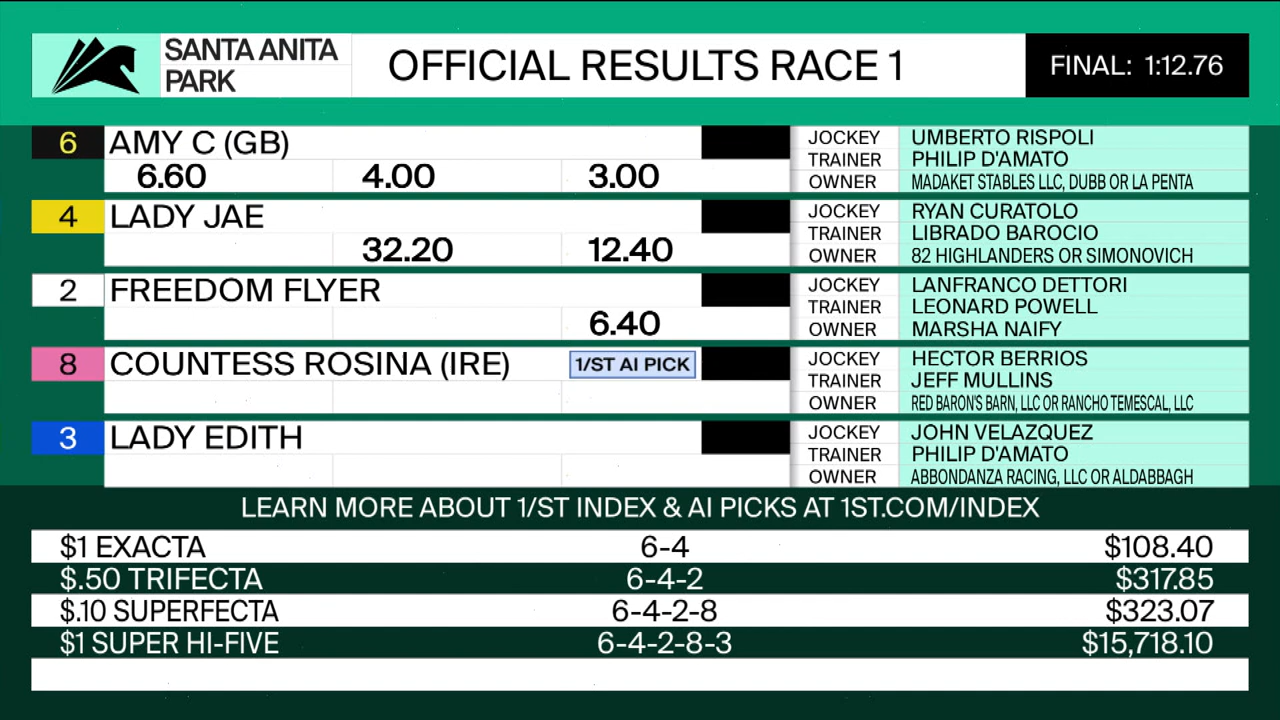 SANTA ANITA
PARK
OFFICIAL RESULTS RACE 1
FINAL: 1:12.76
6 AMY C (GB)
6.60 4.00 3.00
JOCKEY UMBERTO RISPOLI
TRAINER PHILIP D'AMATO
OWNER MADAKET STABLES LLC, DUBB OR LA PENTA
4 LADY JAE
32.20 12.40
JOCKEY RYAN CURATOLO
TRAINER LIBRADO BAROCIO
OWNER 82 HIGHLANDERS OR SIMONOVICH
2 FREEDOM FLYER
6.40
JOCKEY LANFRANCO DETTORI
TRAINER LEONARD POWELL
OWNER MARSHA NAIFY
8 COUNTESS ROSINA (IRE) 1/ST AI PICK
JOCKEY HECTOR BERRIOS
TRAINER JEFF MULLINS
OWNER RED BARON'S BARN, LLC OR RANCHO TEMESCAL, LLC
3 LADY EDITH
JOCKEY JOHN VELAZQUEZ
TRAINER PHILIP D'AMATO
OWNER ABBONDANZA RACING, LLC OR ALDABBAGH
LEARN MORE ABOUT 1/ST INDEX & AI PICKS AT 1ST.COM/INDEX
$1 EXACTA 6-4 $108.40
$.50 TRIFECTA 6-4-2 $317.85
$.10 SUPERFECTA 6-4-2-8 $323.07
$1 SUPER HI-FIVE 6-4-2-8-3 $15,718.10